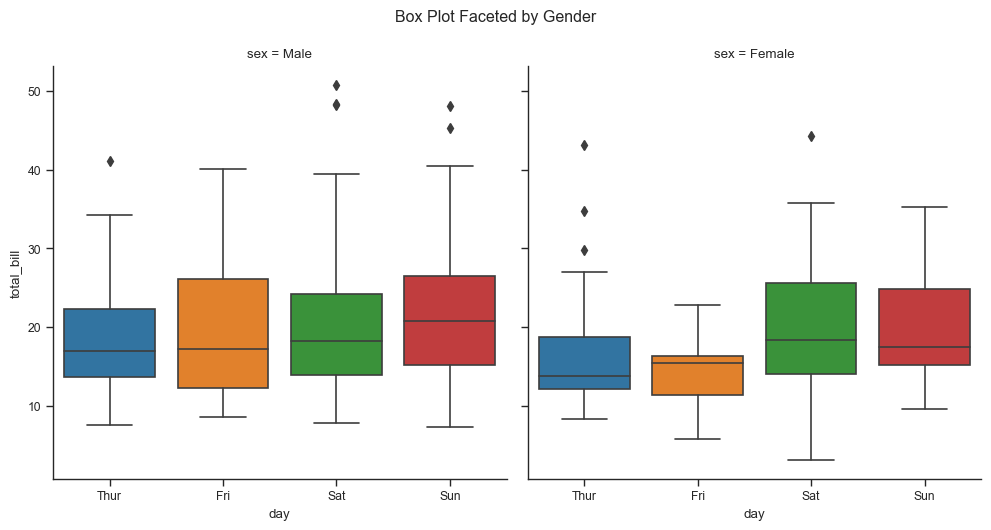 Box Plot Faceted by Gender
sex = Male
sex = Female
total_bill
50
40
30
20
10
Thur Fri Sat Sun
day
Thur Fri Sat Sun
day